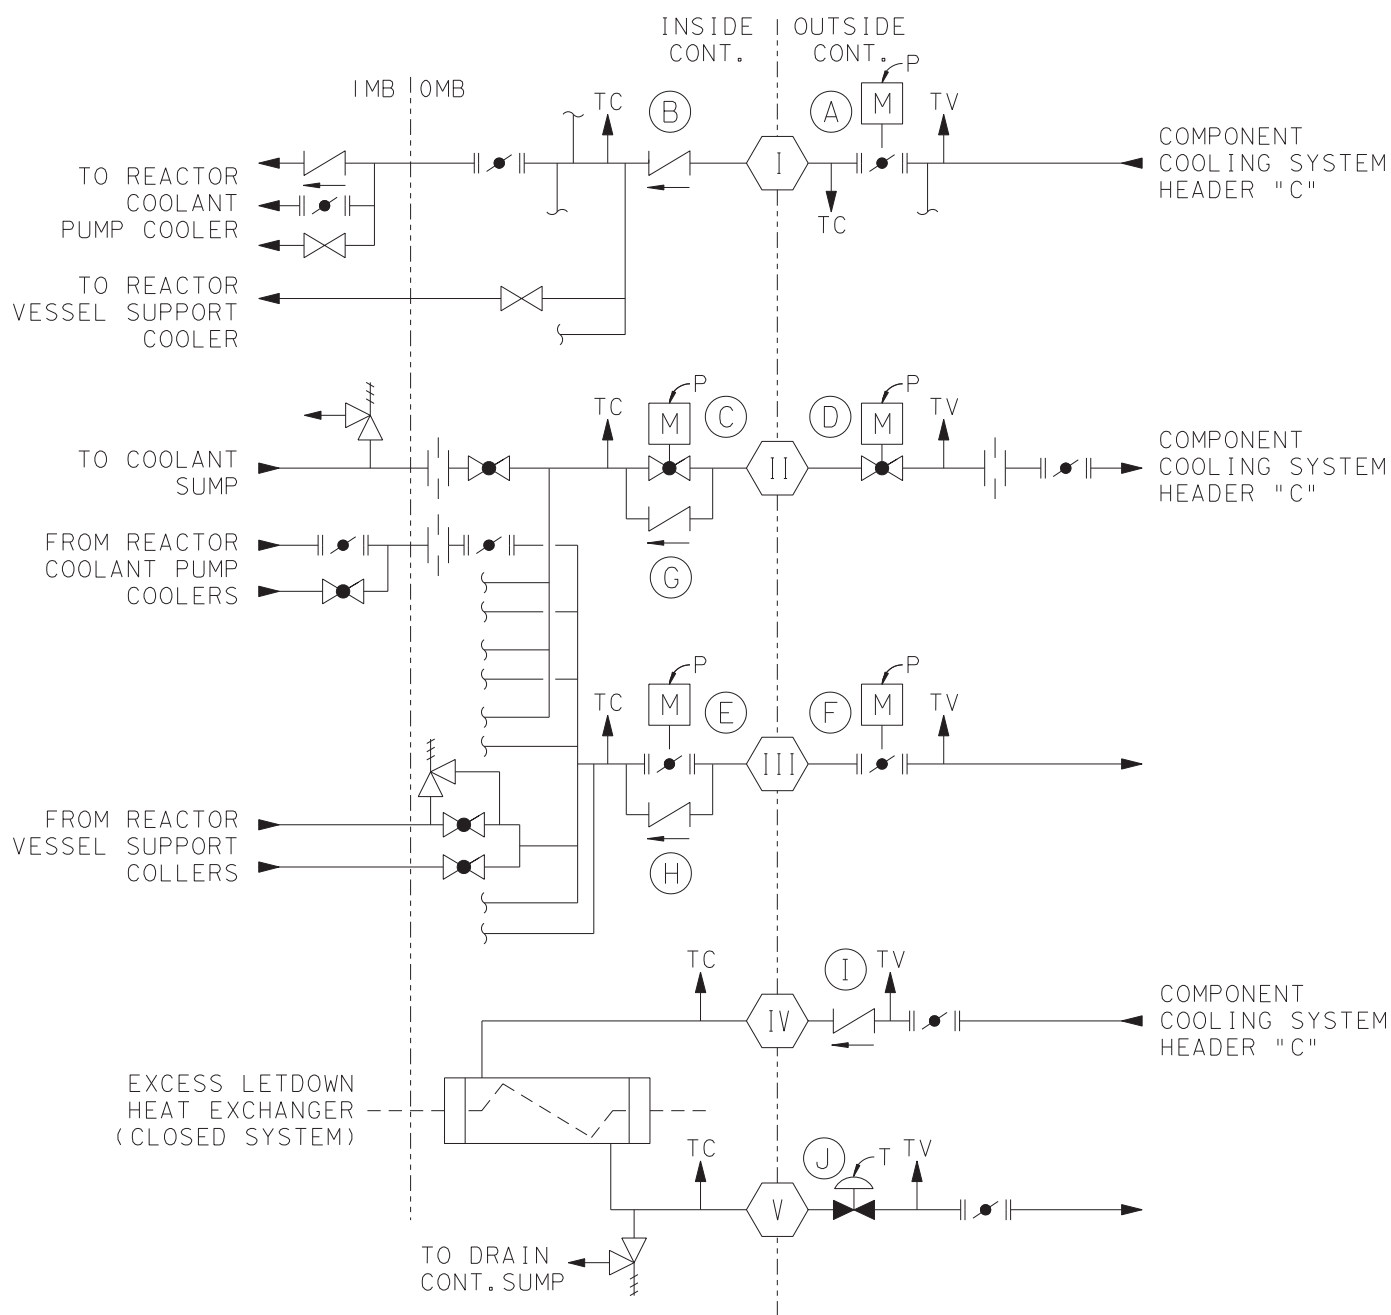 INSIDE CONT.
OUTSIDE CONT.
1MB
OMB
TC
B
A
M
P
TV
I
TC
COMPONENT
COOLING SYSTEM
HEADER "C"
TO REACTOR
COOLANT
PUMP COOLER
TO REACTOR
VESSEL SUPPORT
COOLER
TC
M
P
C
D
M
P
TV
II
G
TO COOLANT
SUMP
COMPONENT
COOLING SYSTEM
HEADER "C"
FROM REACTOR
COOLANT PUMP
COOLERS
TC
M
P
E
F
M
P
TV
III
H
FROM REACTOR
VESSEL SUPPORT
COLLERS
TC
I
TV
IV
COMPONENT
COOLING SYSTEM
HEADER "C"
EXCESS LETDOWN
HEAT EXCHANGER
(CLOSED SYSTEM)
TC
J
T
TV
V
TO DRAIN
CONT.SUMP